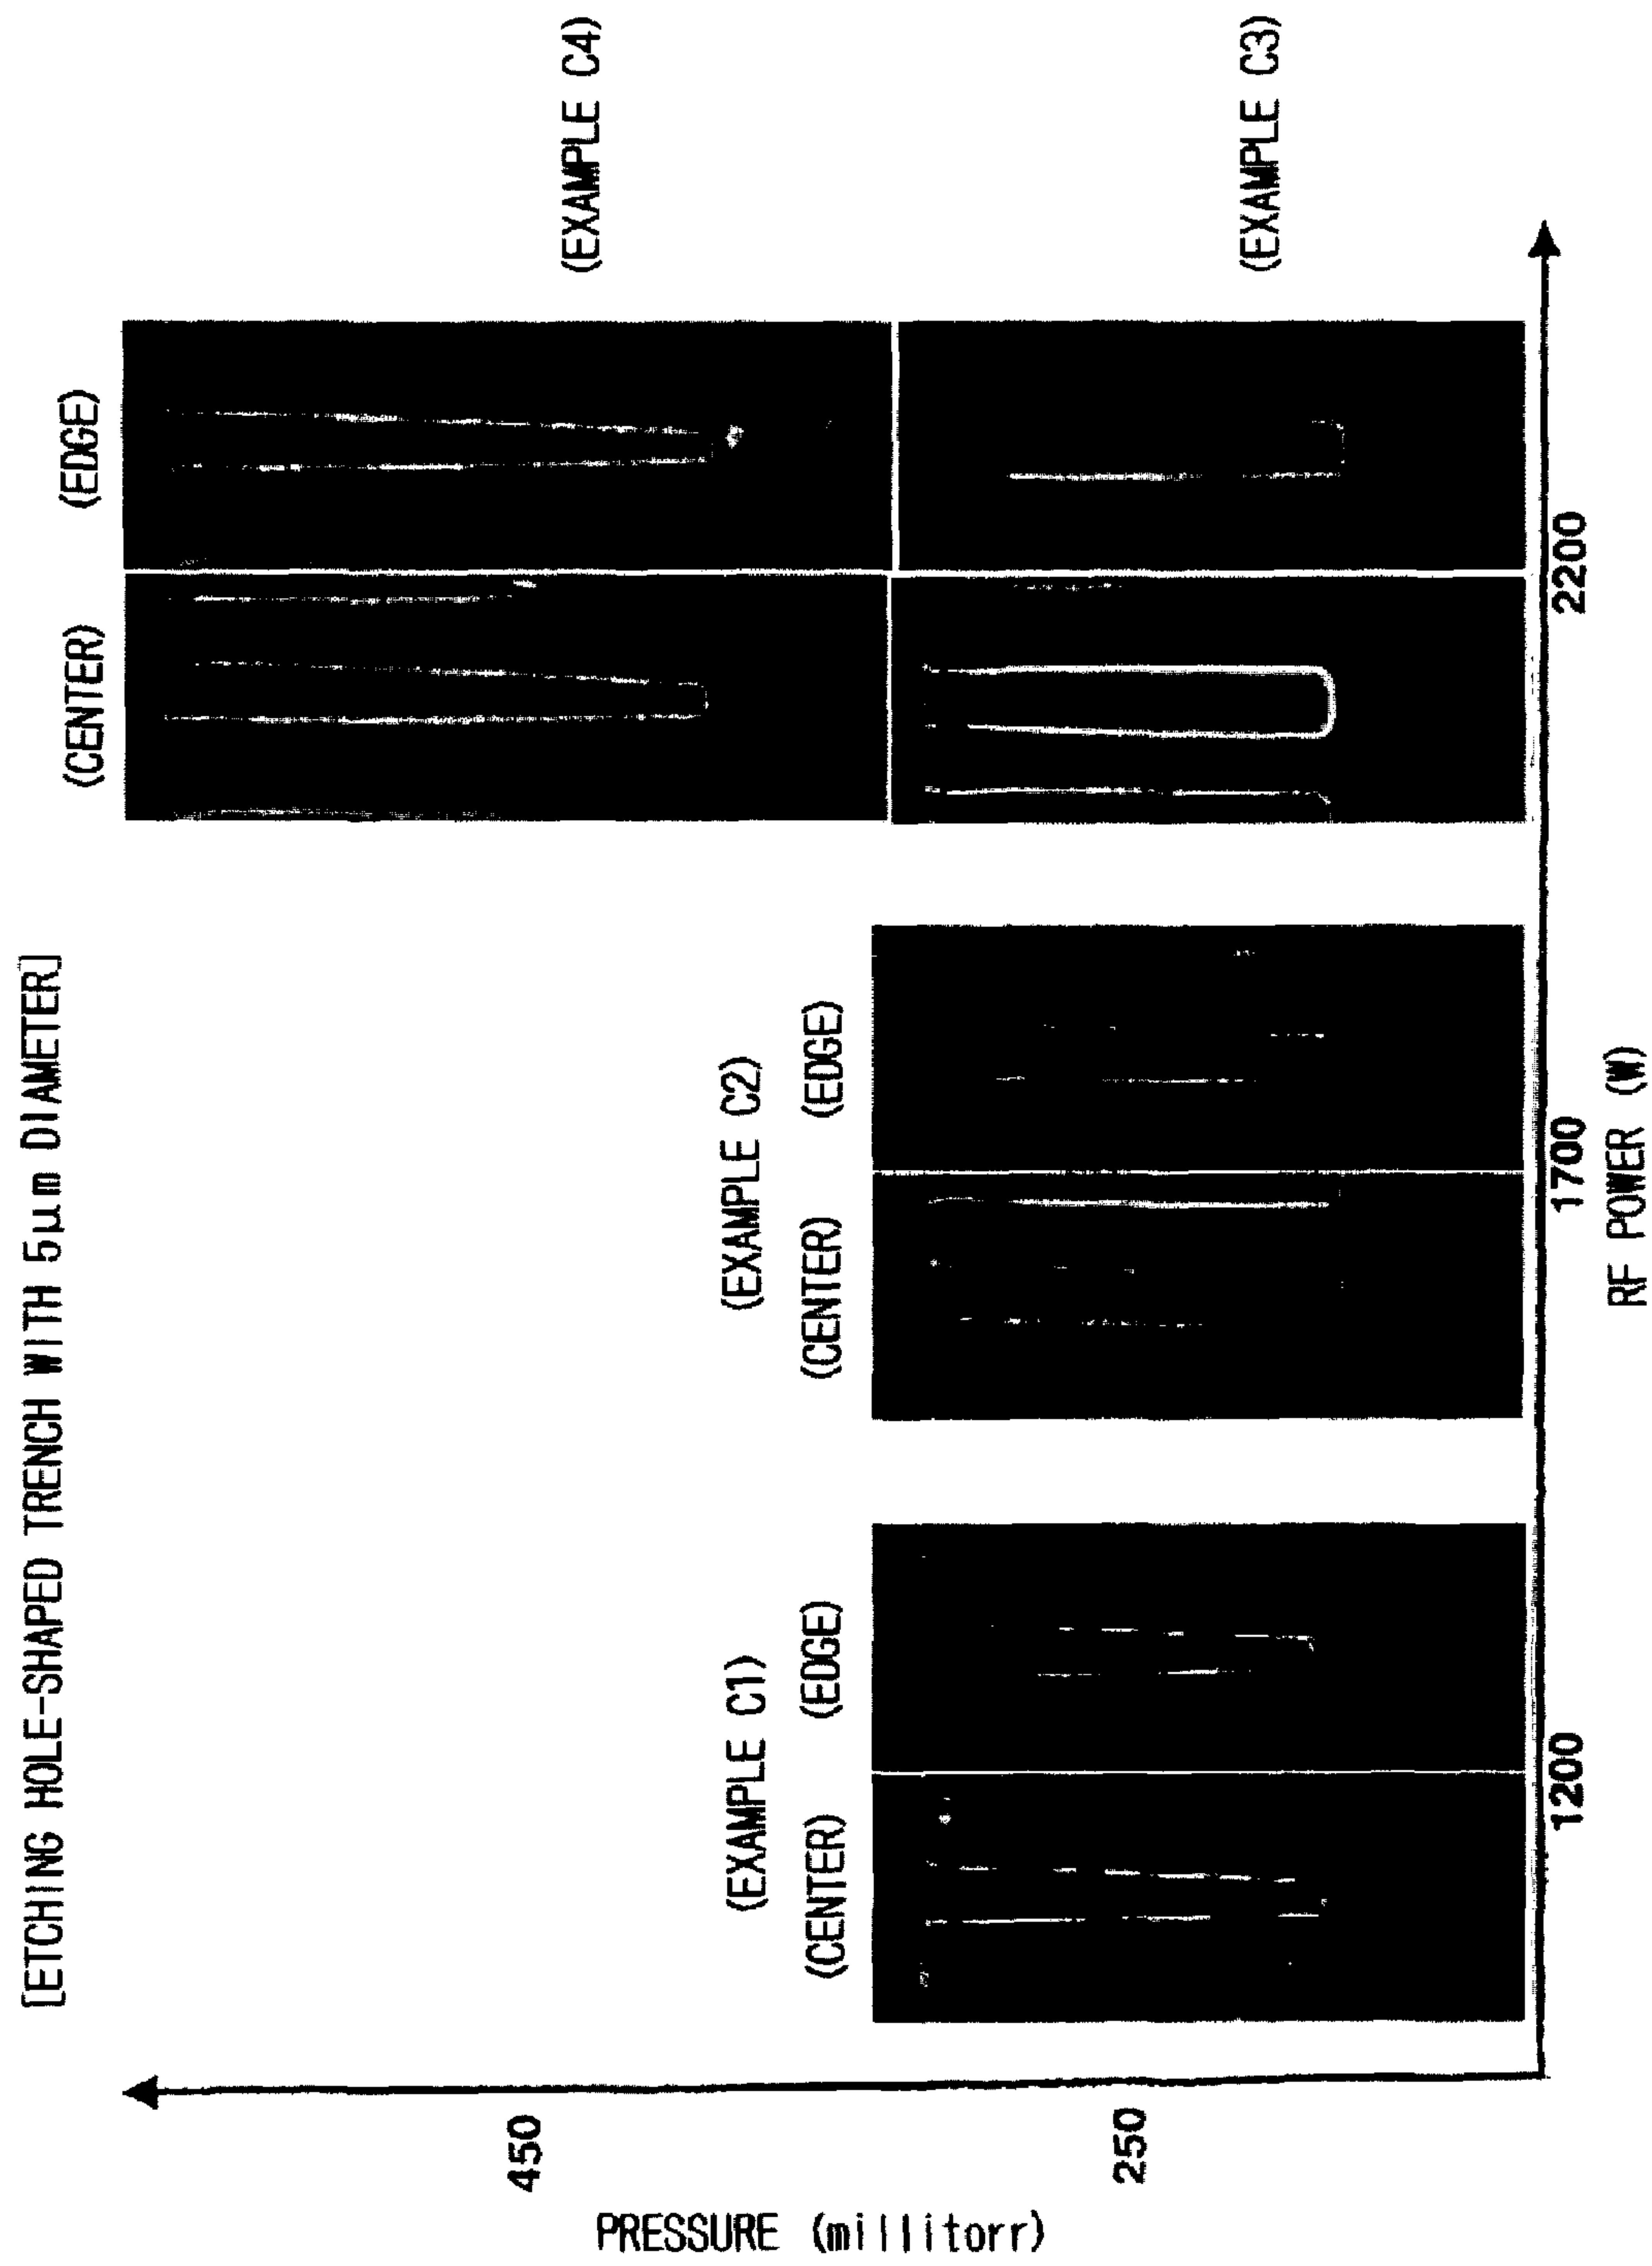 [ETCHING HOLE-SHAPED TRENCH WITH 5μm DIAMETER]
(CENTER) (EDGE)
(EXAMPLE C4)
450
(EXAMPLE C1) (EXAMPLE C2)
(CENTER) (EDGE) (CENTER) (EDGE)
(EXAMPLE C3)
250
PRESSURE (millitorr)
1200 1700 2200
RF POWER (W)